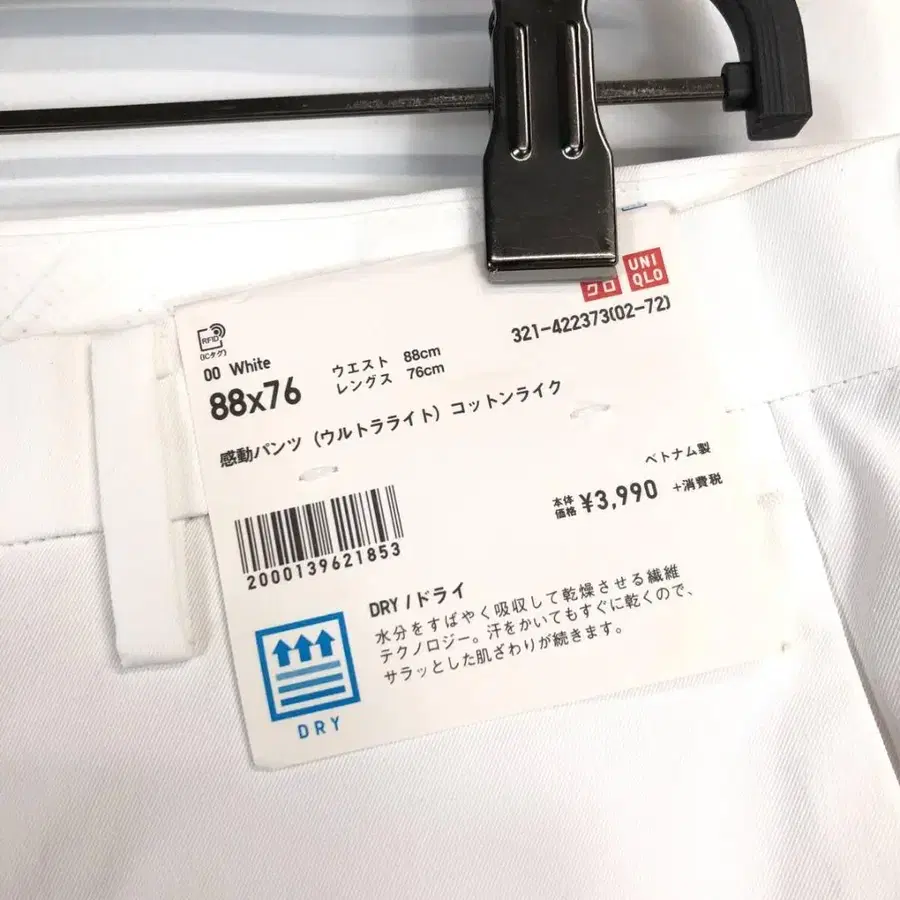 クロ
UNI
QLO
321-422373(02-72)
RFID
(ICタグ)
00 White
88x76
ウエスト 88cm
レングス 76cm
感動パンツ（ウルトラライト）コットンライク
ベトナム製
本体
価格 ¥3,990 +消費税
2000139621853
DRY / ドライ
水分をすばやく吸収して乾燥させる繊維
テクノロジー。汗をかいてもすぐに乾くので、
サラッとした肌ざわりが続きます。
DRY